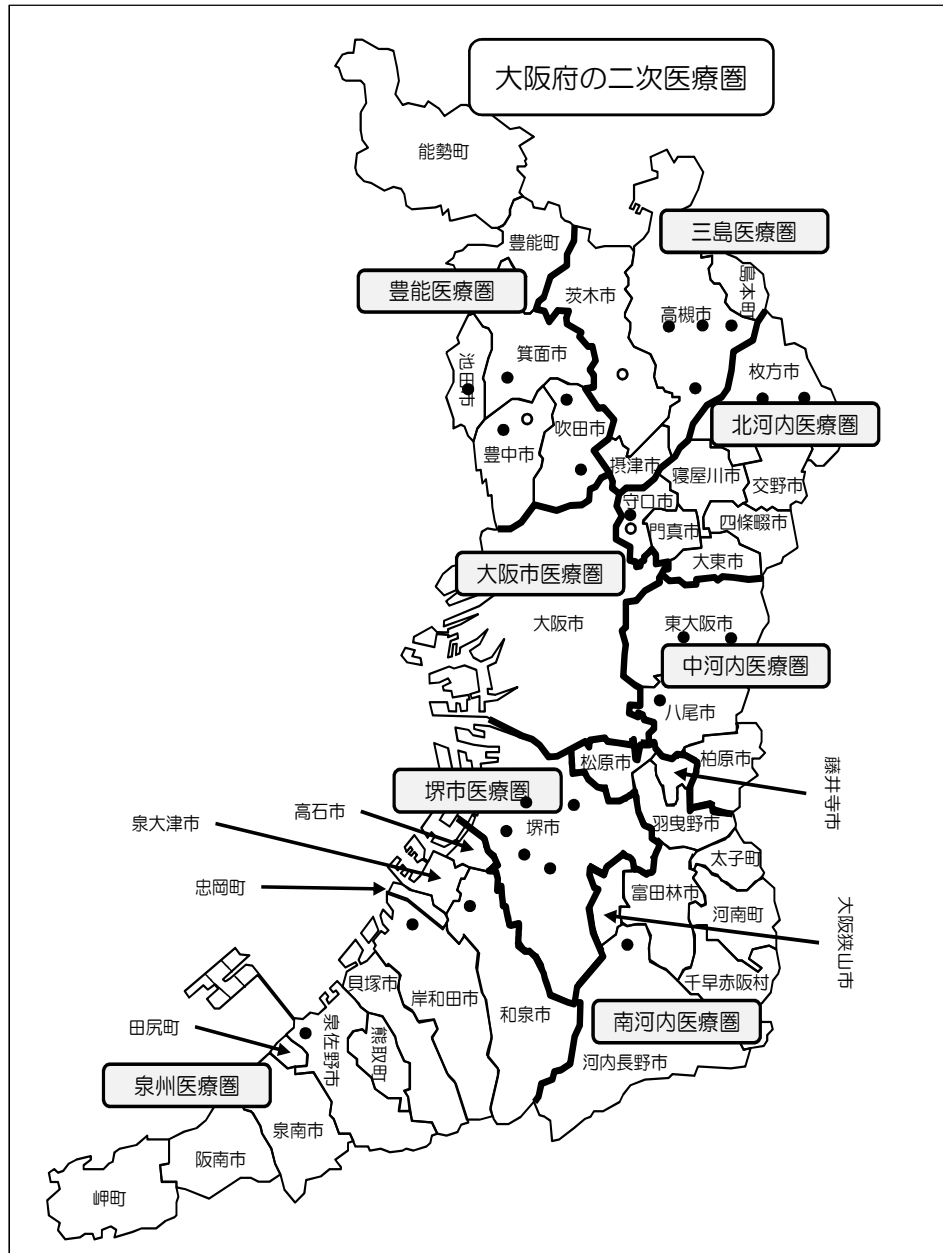 大阪府の二次医療圏
能勢町
三島医療圏
豊能町
島本町
豊能医療圏
茨木市
高槻市
箕面市
池田市
枚方市
北河内医療圏
吹田市
豊中市
摂津市
寝屋川市
交野市
守口市
門真市
四條畷市
大東市
大阪市医療圏
大阪市
東大阪市
中河内医療圏
八尾市
松原市
柏原市
藤井寺市
堺市医療圏
高石市
泉大津市
堺市
羽曳野市
太子町
忠岡町
富田林市
河南町
大阪狭山市
千早赤阪村
貝塚市
岸和田市
和泉市
南河内医療圏
田尻町
泉佐野市
熊取町
河内長野市
泉州医療圏
泉南市
阪南市
岬町